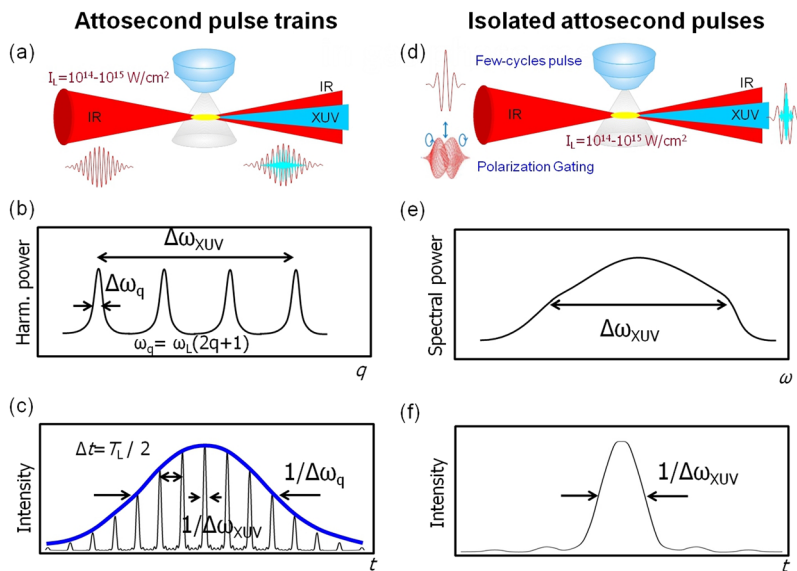 Attosecond pulse trains
(a)
I_L=10^14-10^15 W/cm^2
IR
IR
XUV
(b)
Harm. power
Δω_XUV
Δω_q
ω_q= ω_L(2q+1)
q
(c)
Intensity
Δt=T_L / 2
1/Δω_q
1/Δω_XUV
t
Isolated attosecond pulses
(d)
Few-cycles pulse
IR
IR
XUV
I_L=10^14-10^15 W/cm^2
Polarization Gating
(e)
Spectral power
Δω_XUV
ω
(f)
Intensity
1/Δω_XUV
t